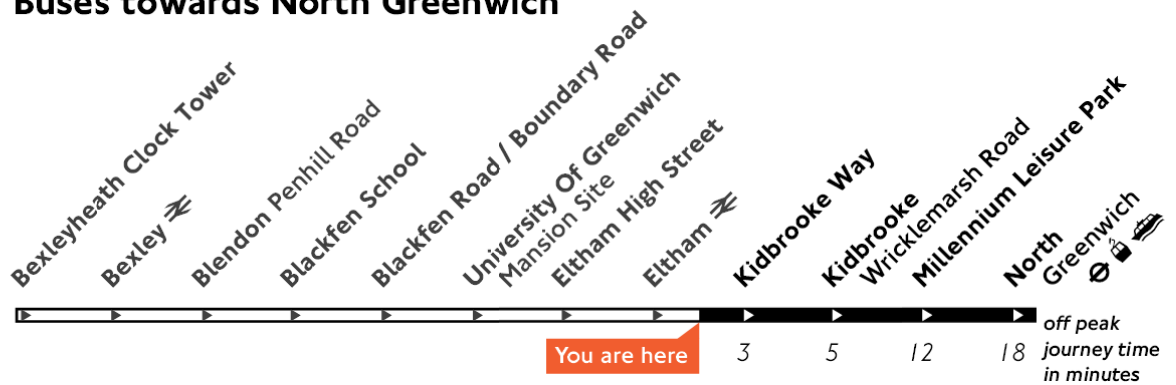 Buses towards North Greenwich
Bexleyheath Clock Tower
Bexley
Blendon Penhill Road
Blackfen School
Blackfen Road / Boundary Road
University Of Greenwich
Mansion Site
Eltham High Street
Eltham
Kidbrooke Way
Kidbrooke
Wricklemarsh Road
Millennium Leisure Park
North
Greenwich
You are here
3 5 12 18
off peak
journey time
in minutes